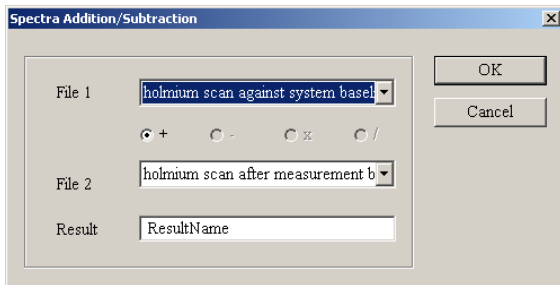 Spectra Addition/Subtraction
OK
File 1
holmium scan against system basel
Cancel
+ - x /
File 2
holmium scan after measurement b
Result
ResultName